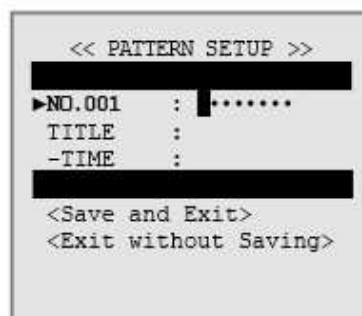 << PATTERN SETUP >>
►NO.001 : █•••••••
TITLE :
-TIME :
<Save and Exit>
<Exit without Saving>